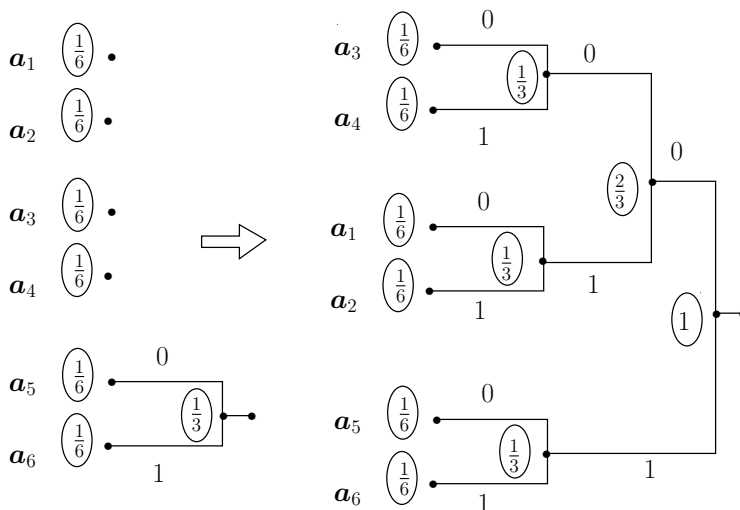 a₁ 1/6
a₂ 1/6
a₃ 1/6
a₄ 1/6
a₅ 1/6 0
1/3
a₆ 1/6 1
a₃ 1/6 0
1/3 0
a₄ 1/6 1
2/3 0
a₁ 1/6 0
1/3 1
a₂ 1/6 1
1
a₅ 1/6 0
1/3 1
a₆ 1/6 1